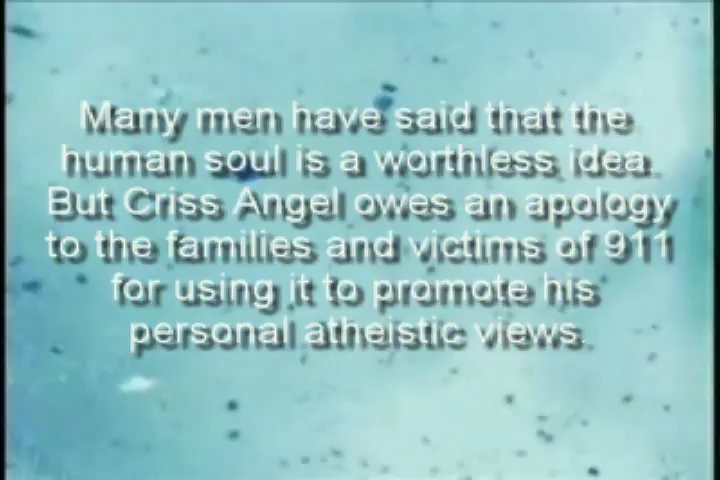 Many men have said that the
human soul is a worthless idea.
But Criss Angel owes an apology
to the families and victims of 911
for using it to promote his
personal atheistic views.